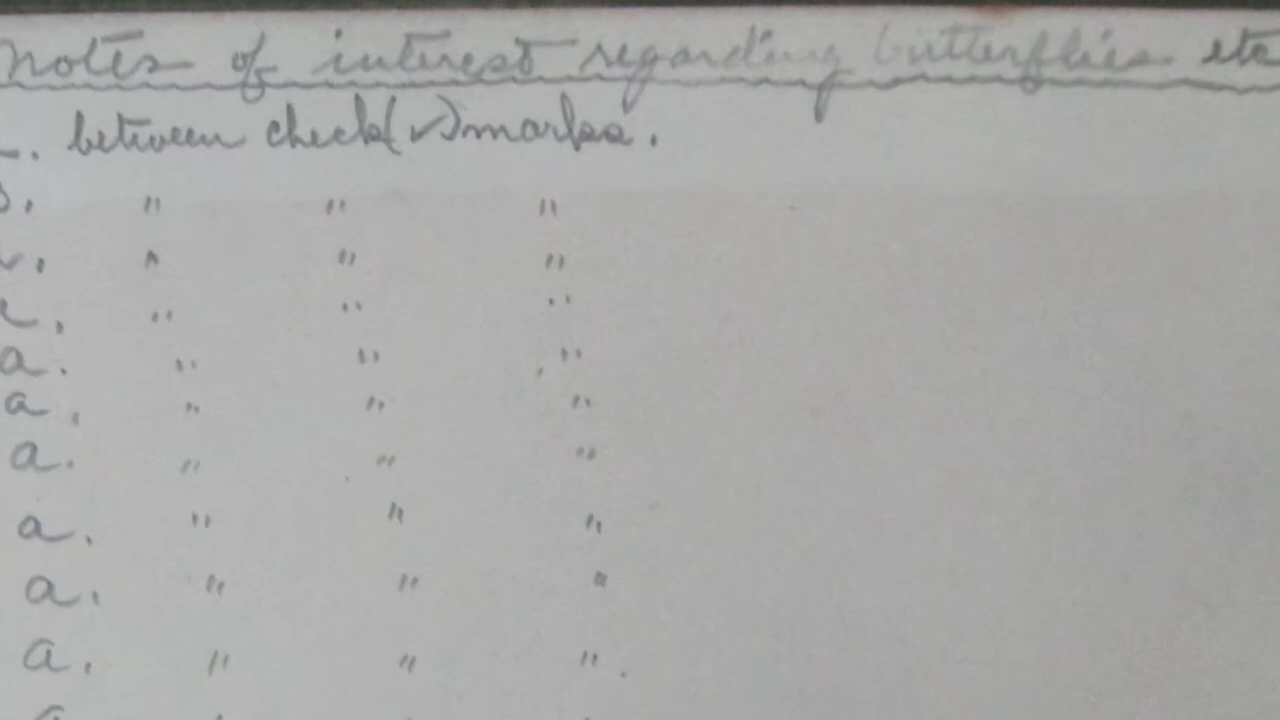 notes of interest regarding butterflies etc
. between check(✓)marks.
. " " "
. " " "
. " " "
a. " " "
a. " " "
a. " " "
a. " " "
a. " " "
a. " " ".